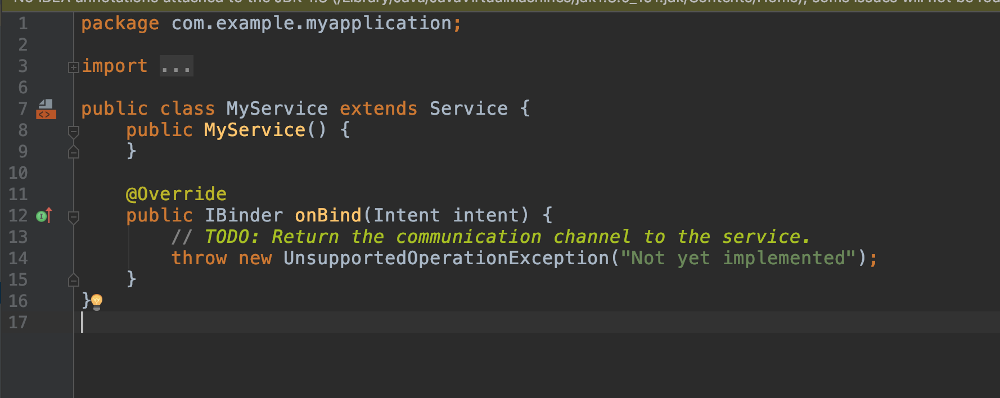 package com.example.myapplication;
import ...
public class MyService extends Service {
public MyService() {
}
@Override
public IBinder onBind(Intent intent) {
// TODO: Return the communication channel to the service.
throw new UnsupportedOperationException("Not yet implemented");
}
}
1
2
3
6
7
8
9
10
11
12
13
14
15
16
17